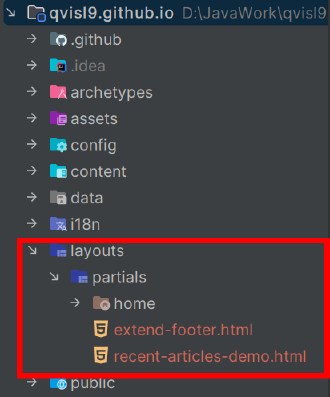 qvisl9.github.io D:\JavaWork\qvisl9
.github
.idea
archetypes
assets
config
content
data
i18n
layouts
partials
home
extend-footer.html
recent-articles-demo.html
public